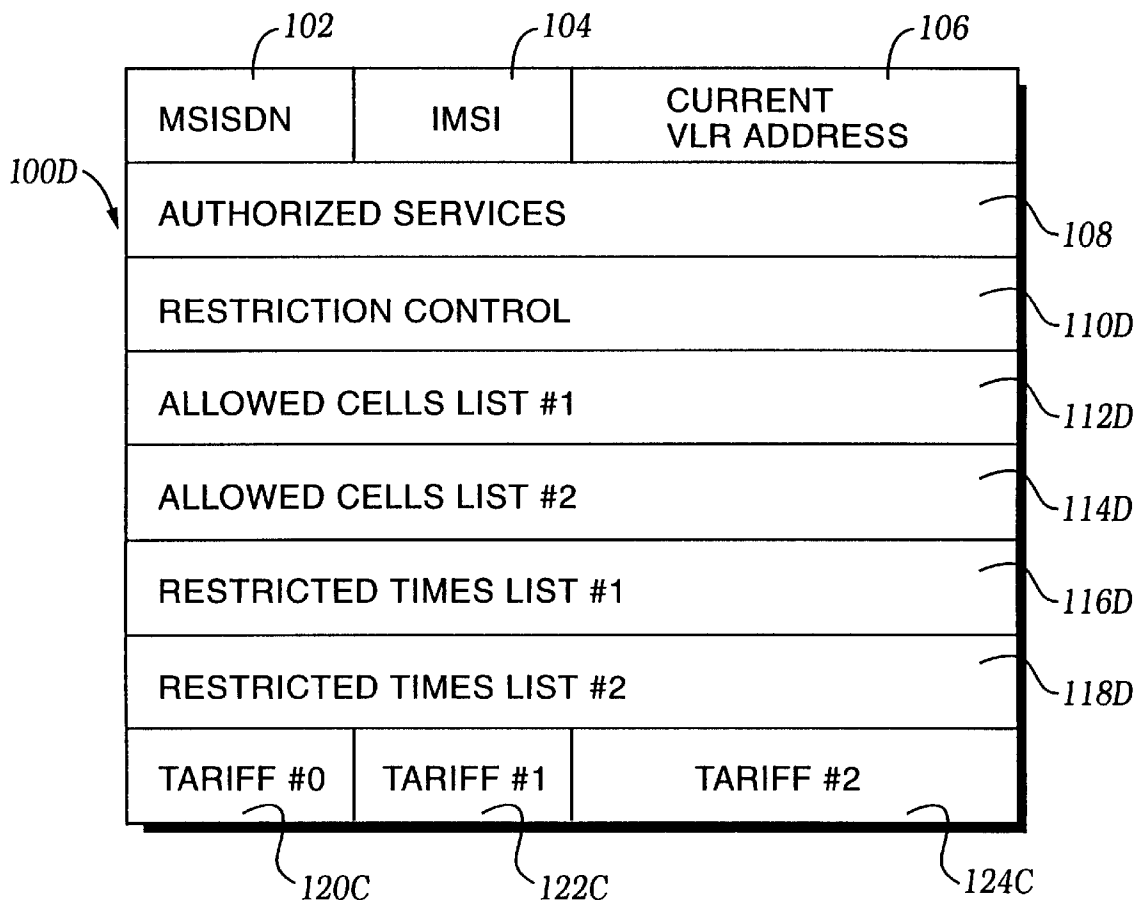 102
104
106
MSISDN
IMSI
CURRENT
VLR ADDRESS
100D
AUTHORIZED SERVICES
108
RESTRICTION CONTROL
110D
ALLOWED CELLS LIST #1
112D
ALLOWED CELLS LIST #2
114D
RESTRICTED TIMES LIST #1
116D
RESTRICTED TIMES LIST #2
118D
TARIFF #0
TARIFF #1
TARIFF #2
120C
122C
124C